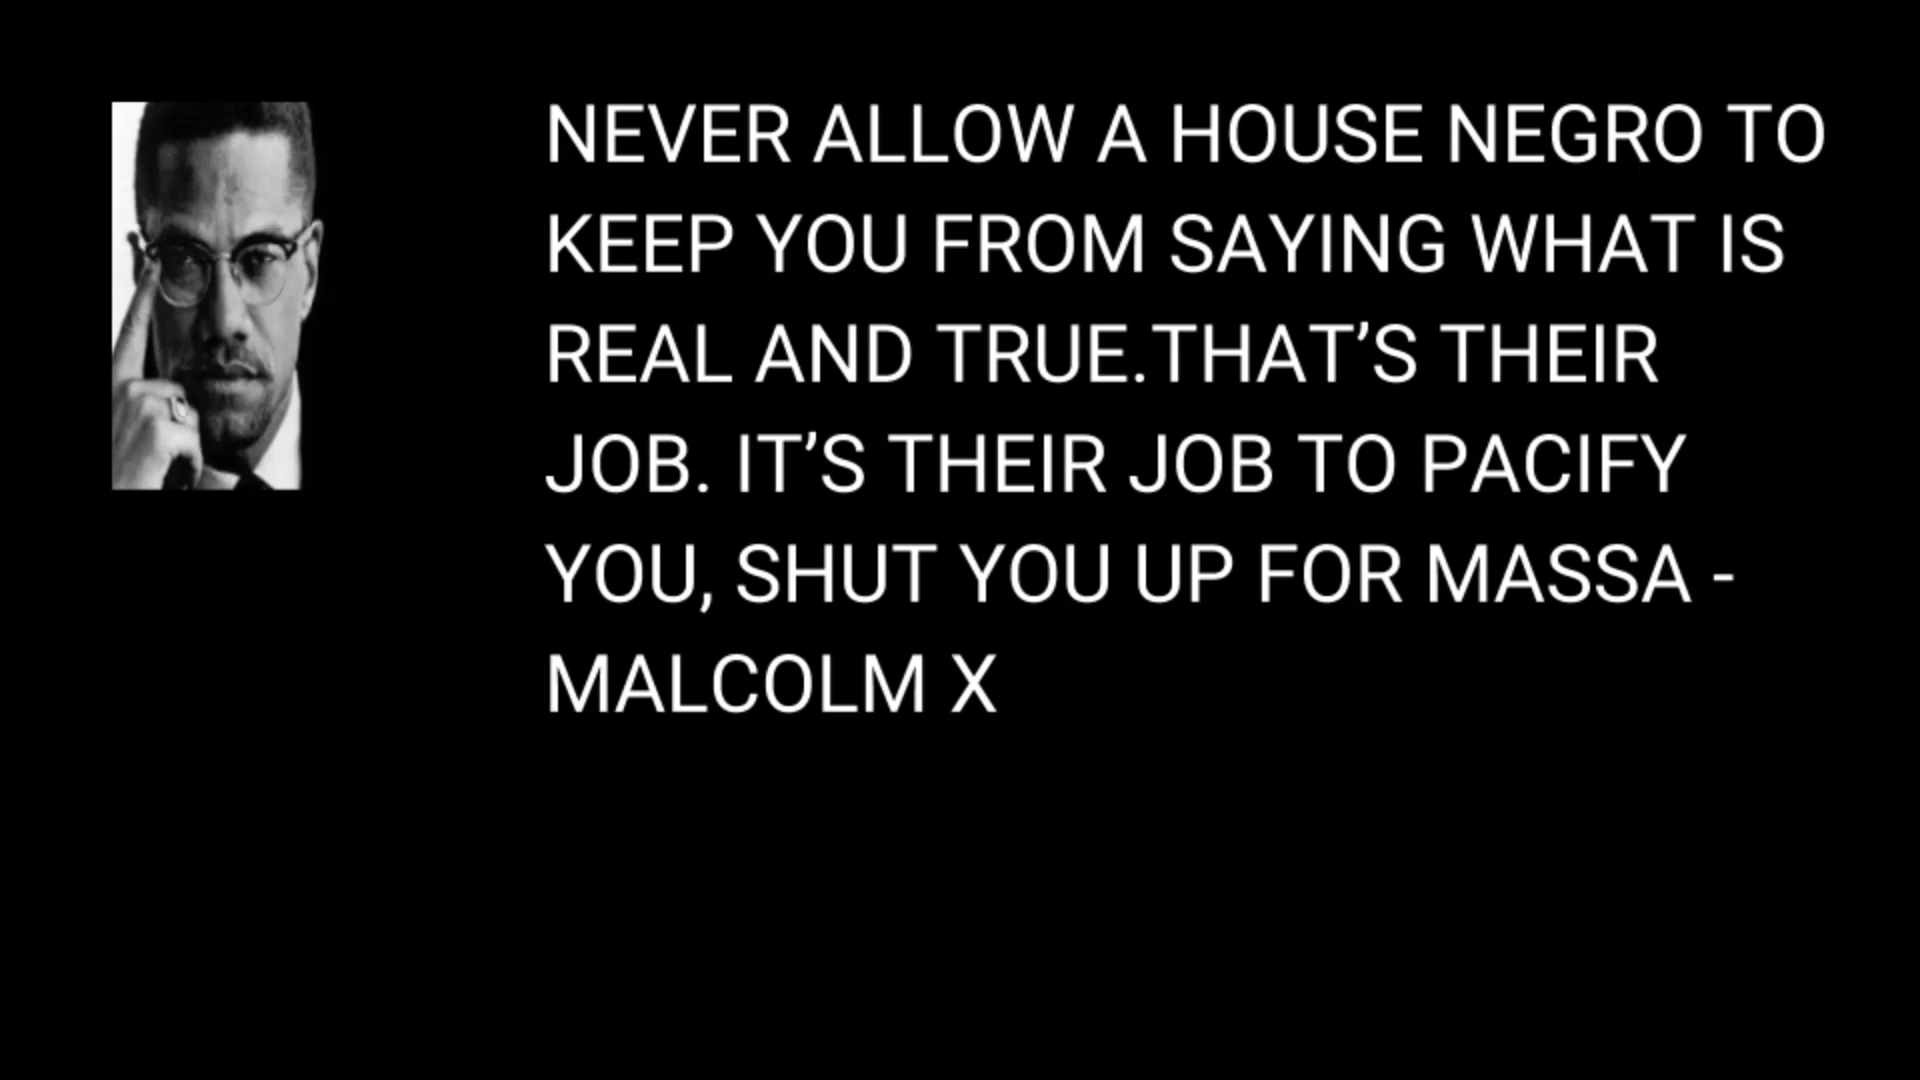 NEVER ALLOW A HOUSE NEGRO TO
KEEP YOU FROM SAYING WHAT IS
REAL AND TRUE.THAT’S THEIR
JOB. IT’S THEIR JOB TO PACIFY
YOU, SHUT YOU UP FOR MASSA -
MALCOLM X